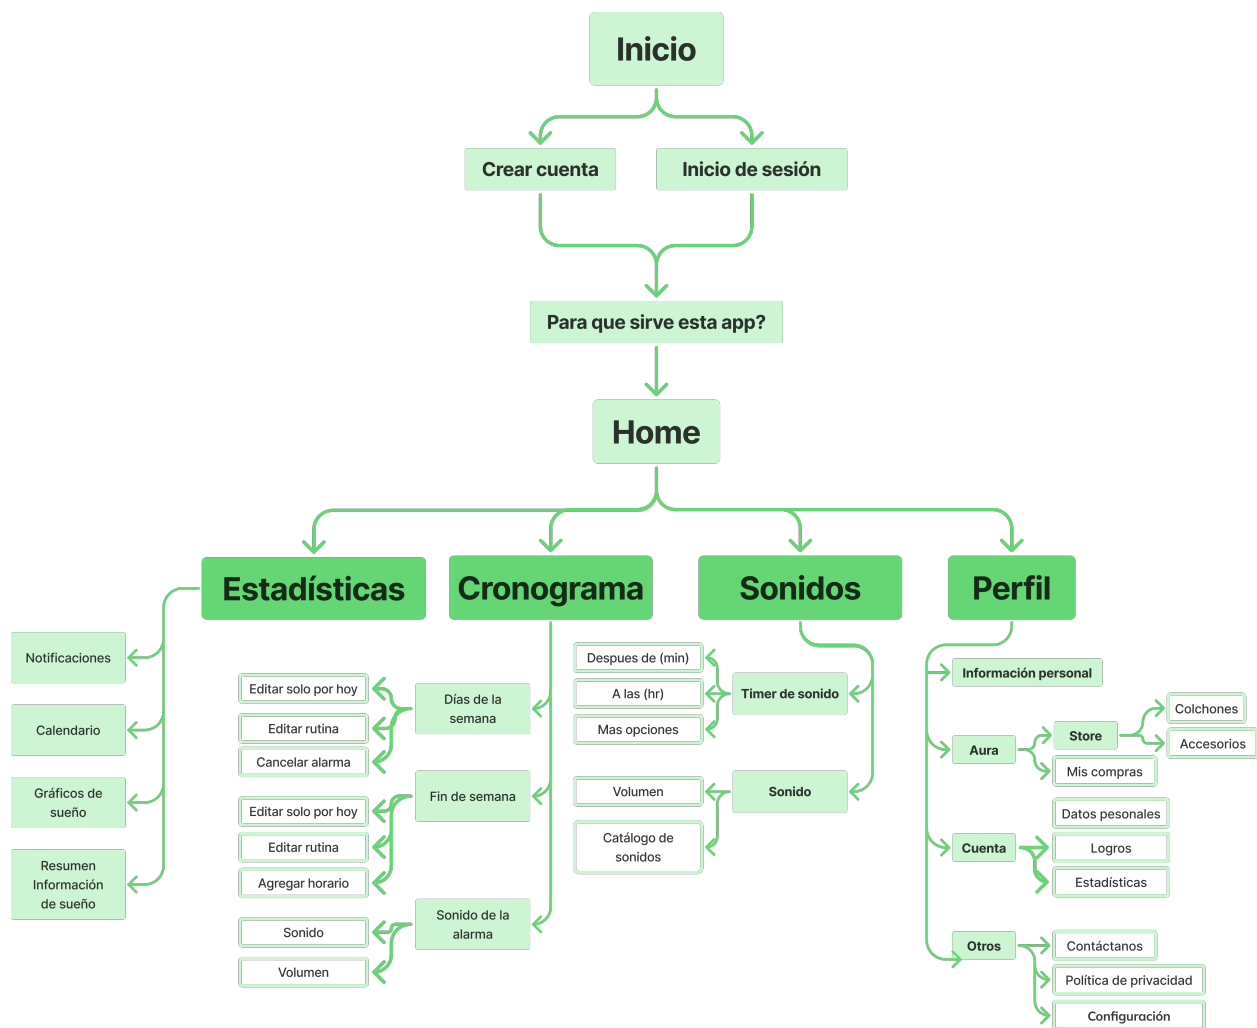 Inicio
Crear cuenta
Inicio de sesión
Para que sirve esta app?
Home
Estadísticas
Cronograma
Sonidos
Perfil
Notificaciones
Calendario
Gráficos de
sueño
Resumen
Información
de sueño
Días de la
semana
Editar solo por hoy
Editar rutina
Cancelar alarma
Fin de semana
Editar solo por hoy
Editar rutina
Agregar horario
Sonido de la
alarma
Sonido
Volumen
Timer de sonido
Despues de (min)
A las (hr)
Mas opciones
Sonido
Volumen
Catálogo de
sonidos
Información personal
Aura
Store
Colchones
Accesorios
Mis compras
Cuenta
Datos pesonales
Logros
Estadísticas
Otros
Contáctanos
Política de privacidad
Configuración